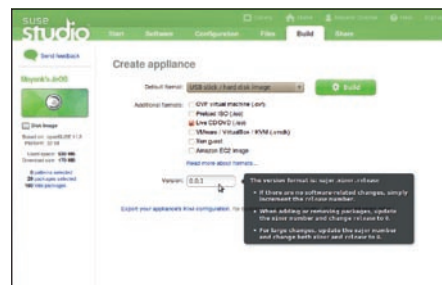 suse
studio
Start Software Configuration Files Build Share
Send feedback
Create appliance
Default format: USB stick / hard disk image
Build
Additional formats: OVF virtual machine (.ovf)
Preload ISO (.iso)
Live CD/DVD (.iso)
VMware / VirtualBox / KVM (.vmdk)
Xen guest
Amazon EC2 image
Read more about formats...
Disk image
Version: 0.0.1
The version format is: major.minor.release
• If there are no software-related changes, simply
increment the release number.
• When adding or removing packages, update
the minor number and change release to 0.
• For large changes, update the major number
and change both minor and release to 0.
Export your appliance's Kiwi configuration.